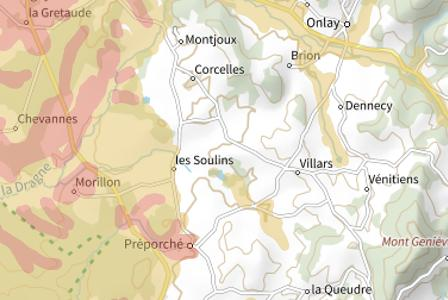 la Gretaude
Onlay
Montjoux
Brion
Corcelles
Dennecy
Chevannes
les Soulins
Villars
la Dragne
Morillon
Vénitiens
Préporché
Mont Geniév
la Queudre